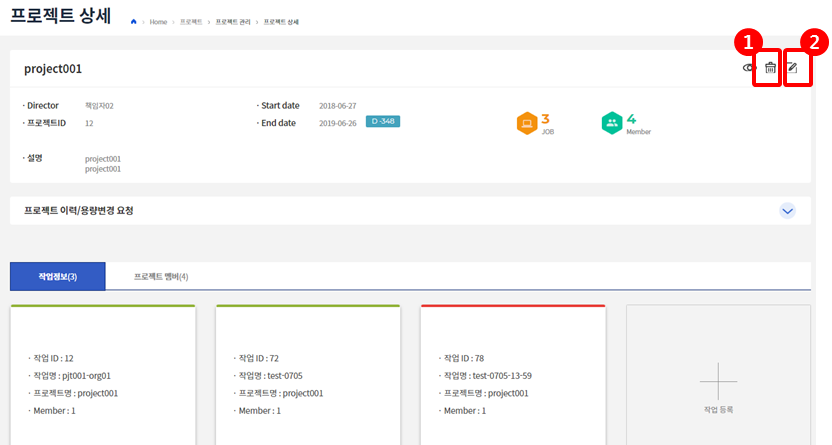 프로젝트 상세
Home > 프로젝트 > 프로젝트 관리 > 프로젝트 상세
1 2
project001
· Director 책임자02 · Start date 2018-06-27
· 프로젝트ID 12 · End date 2019-06-26 D -348
3 JOB
4 Member
· 설명 project001
project001
프로젝트 이력/용량변경 요청
작업정보(3) 프로젝트 멤버(4)
· 작업 ID : 12
· 작업명 : pjt001-org01
· 프로젝트명 : project001
· Member : 1
· 작업 ID : 72
· 작업명 : test-0705
· 프로젝트명 : project001
· Member : 1
· 작업 ID : 78
· 작업명 : test-0705-13-59
· 프로젝트명 : project001
· Member : 1
작업 등록